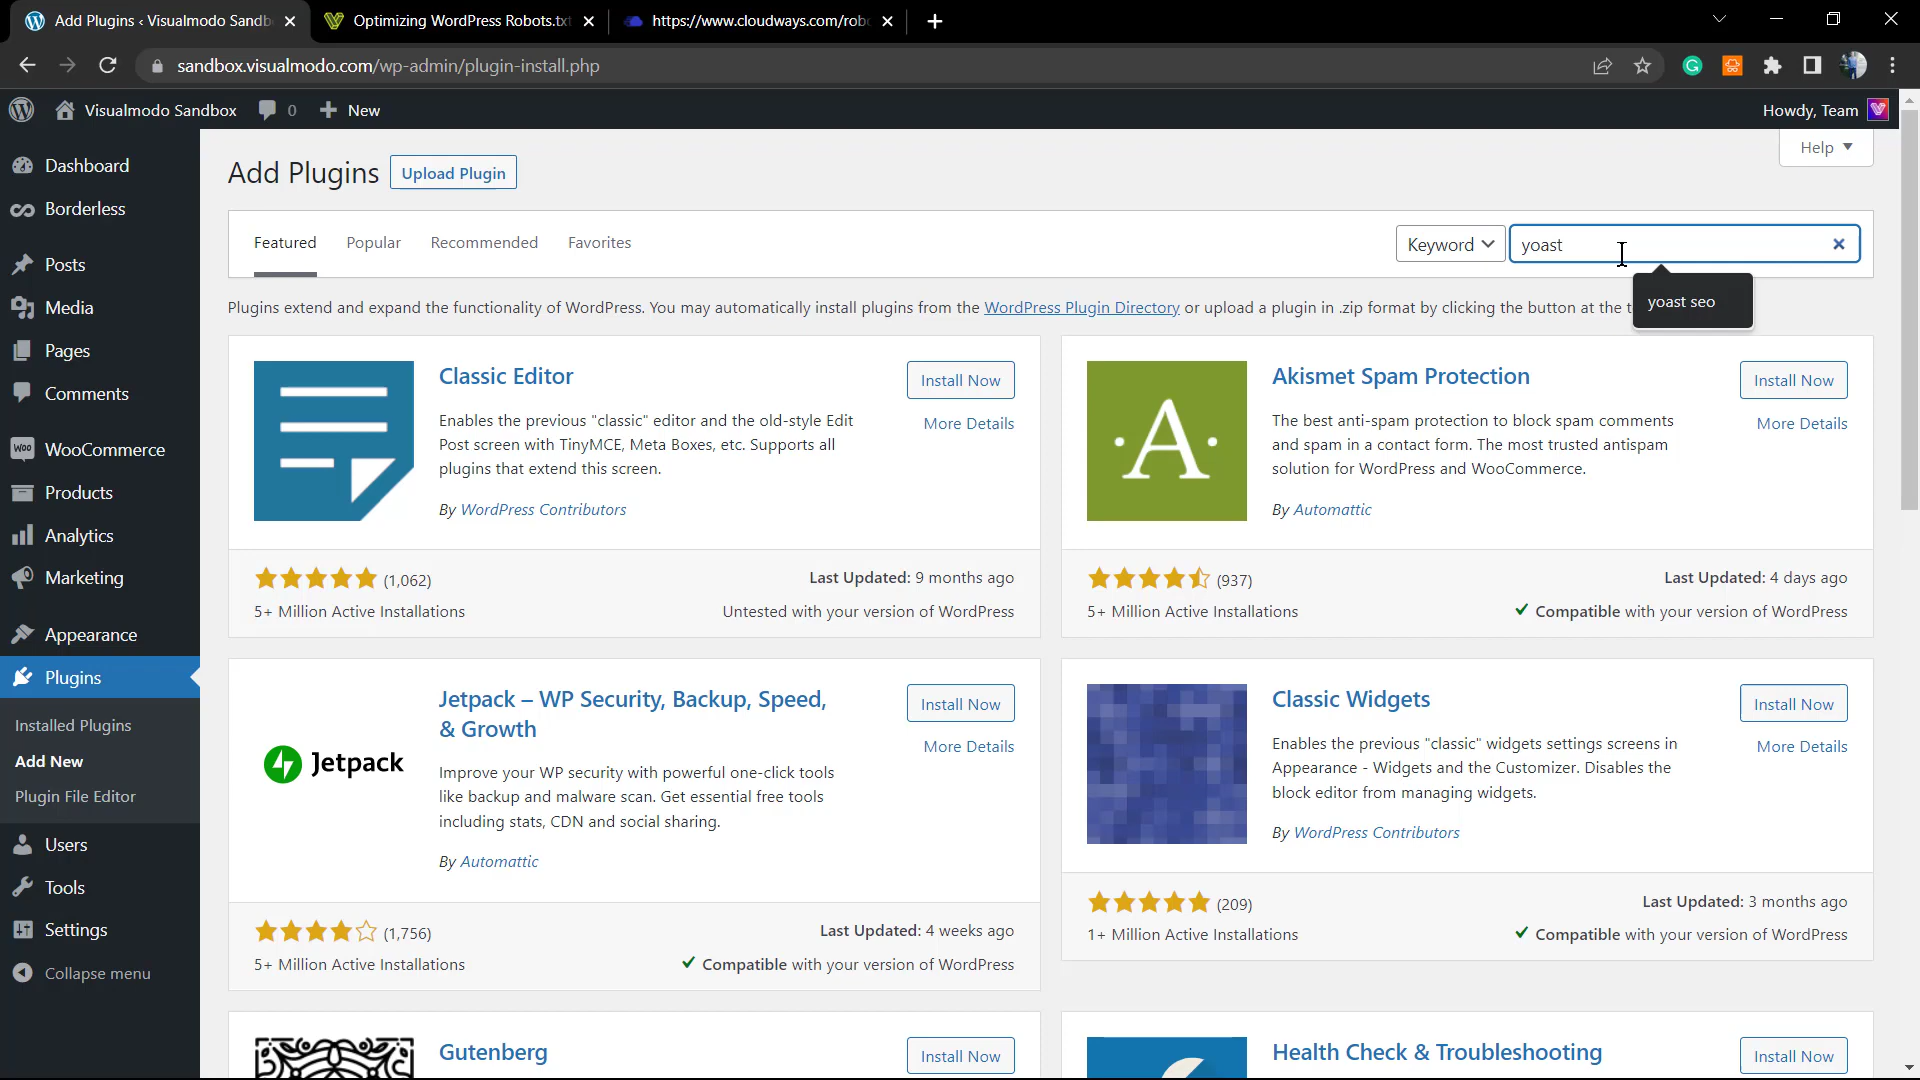 Add Plugins ‹ Visualmodo Sandb
Optimizing WordPress Robots.txt
https://www.cloudways.com/rob
sandbox.visualmodo.com/wp-admin/plugin-install.php
Visualmodo Sandbox
0
New
Howdy, Team
Dashboard
Borderless
Posts
Media
Pages
Comments
Woo
WooCommerce
Products
Analytics
Marketing
Appearance
Plugins
Installed Plugins
Add New
Plugin File Editor
Users
Tools
Settings
Collapse menu
Help
Add Plugins
Upload Plugin
Featured
Popular
Recommended
Favorites
Keyword
yoast
yoast seo
Plugins extend and expand the functionality of WordPress. You may automatically install plugins from the WordPress Plugin Directory or upload a plugin in .zip format by clicking the button at the t
Classic Editor
Install Now
More Details
Enables the previous "classic" editor and the old-style Edit
Post screen with TinyMCE, Meta Boxes, etc. Supports all
plugins that extend this screen.
By WordPress Contributors
(1,062)
Last Updated: 9 months ago
5+ Million Active Installations
Untested with your version of WordPress
·A·
Akismet Spam Protection
Install Now
More Details
The best anti-spam protection to block spam comments
and spam in a contact form. The most trusted antispam
solution for WordPress and WooCommerce.
By Automattic
(937)
Last Updated: 4 days ago
5+ Million Active Installations
Compatible with your version of WordPress
Jetpack
Jetpack – WP Security, Backup, Speed,
& Growth
Install Now
More Details
Improve your WP security with powerful one-click tools
like backup and malware scan. Get essential free tools
including stats, CDN and social sharing.
By Automattic
(1,756)
Last Updated: 4 weeks ago
5+ Million Active Installations
Compatible with your version of WordPress
Classic Widgets
Install Now
More Details
Enables the previous "classic" widgets settings screens in
Appearance - Widgets and the Customizer. Disables the
block editor from managing widgets.
By WordPress Contributors
(209)
Last Updated: 3 months ago
1+ Million Active Installations
Compatible with your version of WordPress
Gutenberg
Install Now
Health Check & Troubleshooting
Install Now